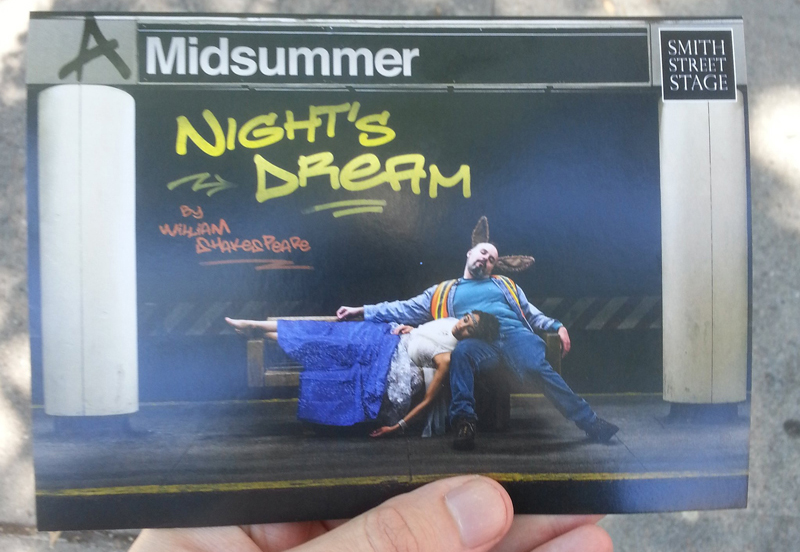 A Midsummer
SMITH
STREET
STAGE
NIGHT'S
DREAM
BY
WILLIAM
SHAKESPEARE